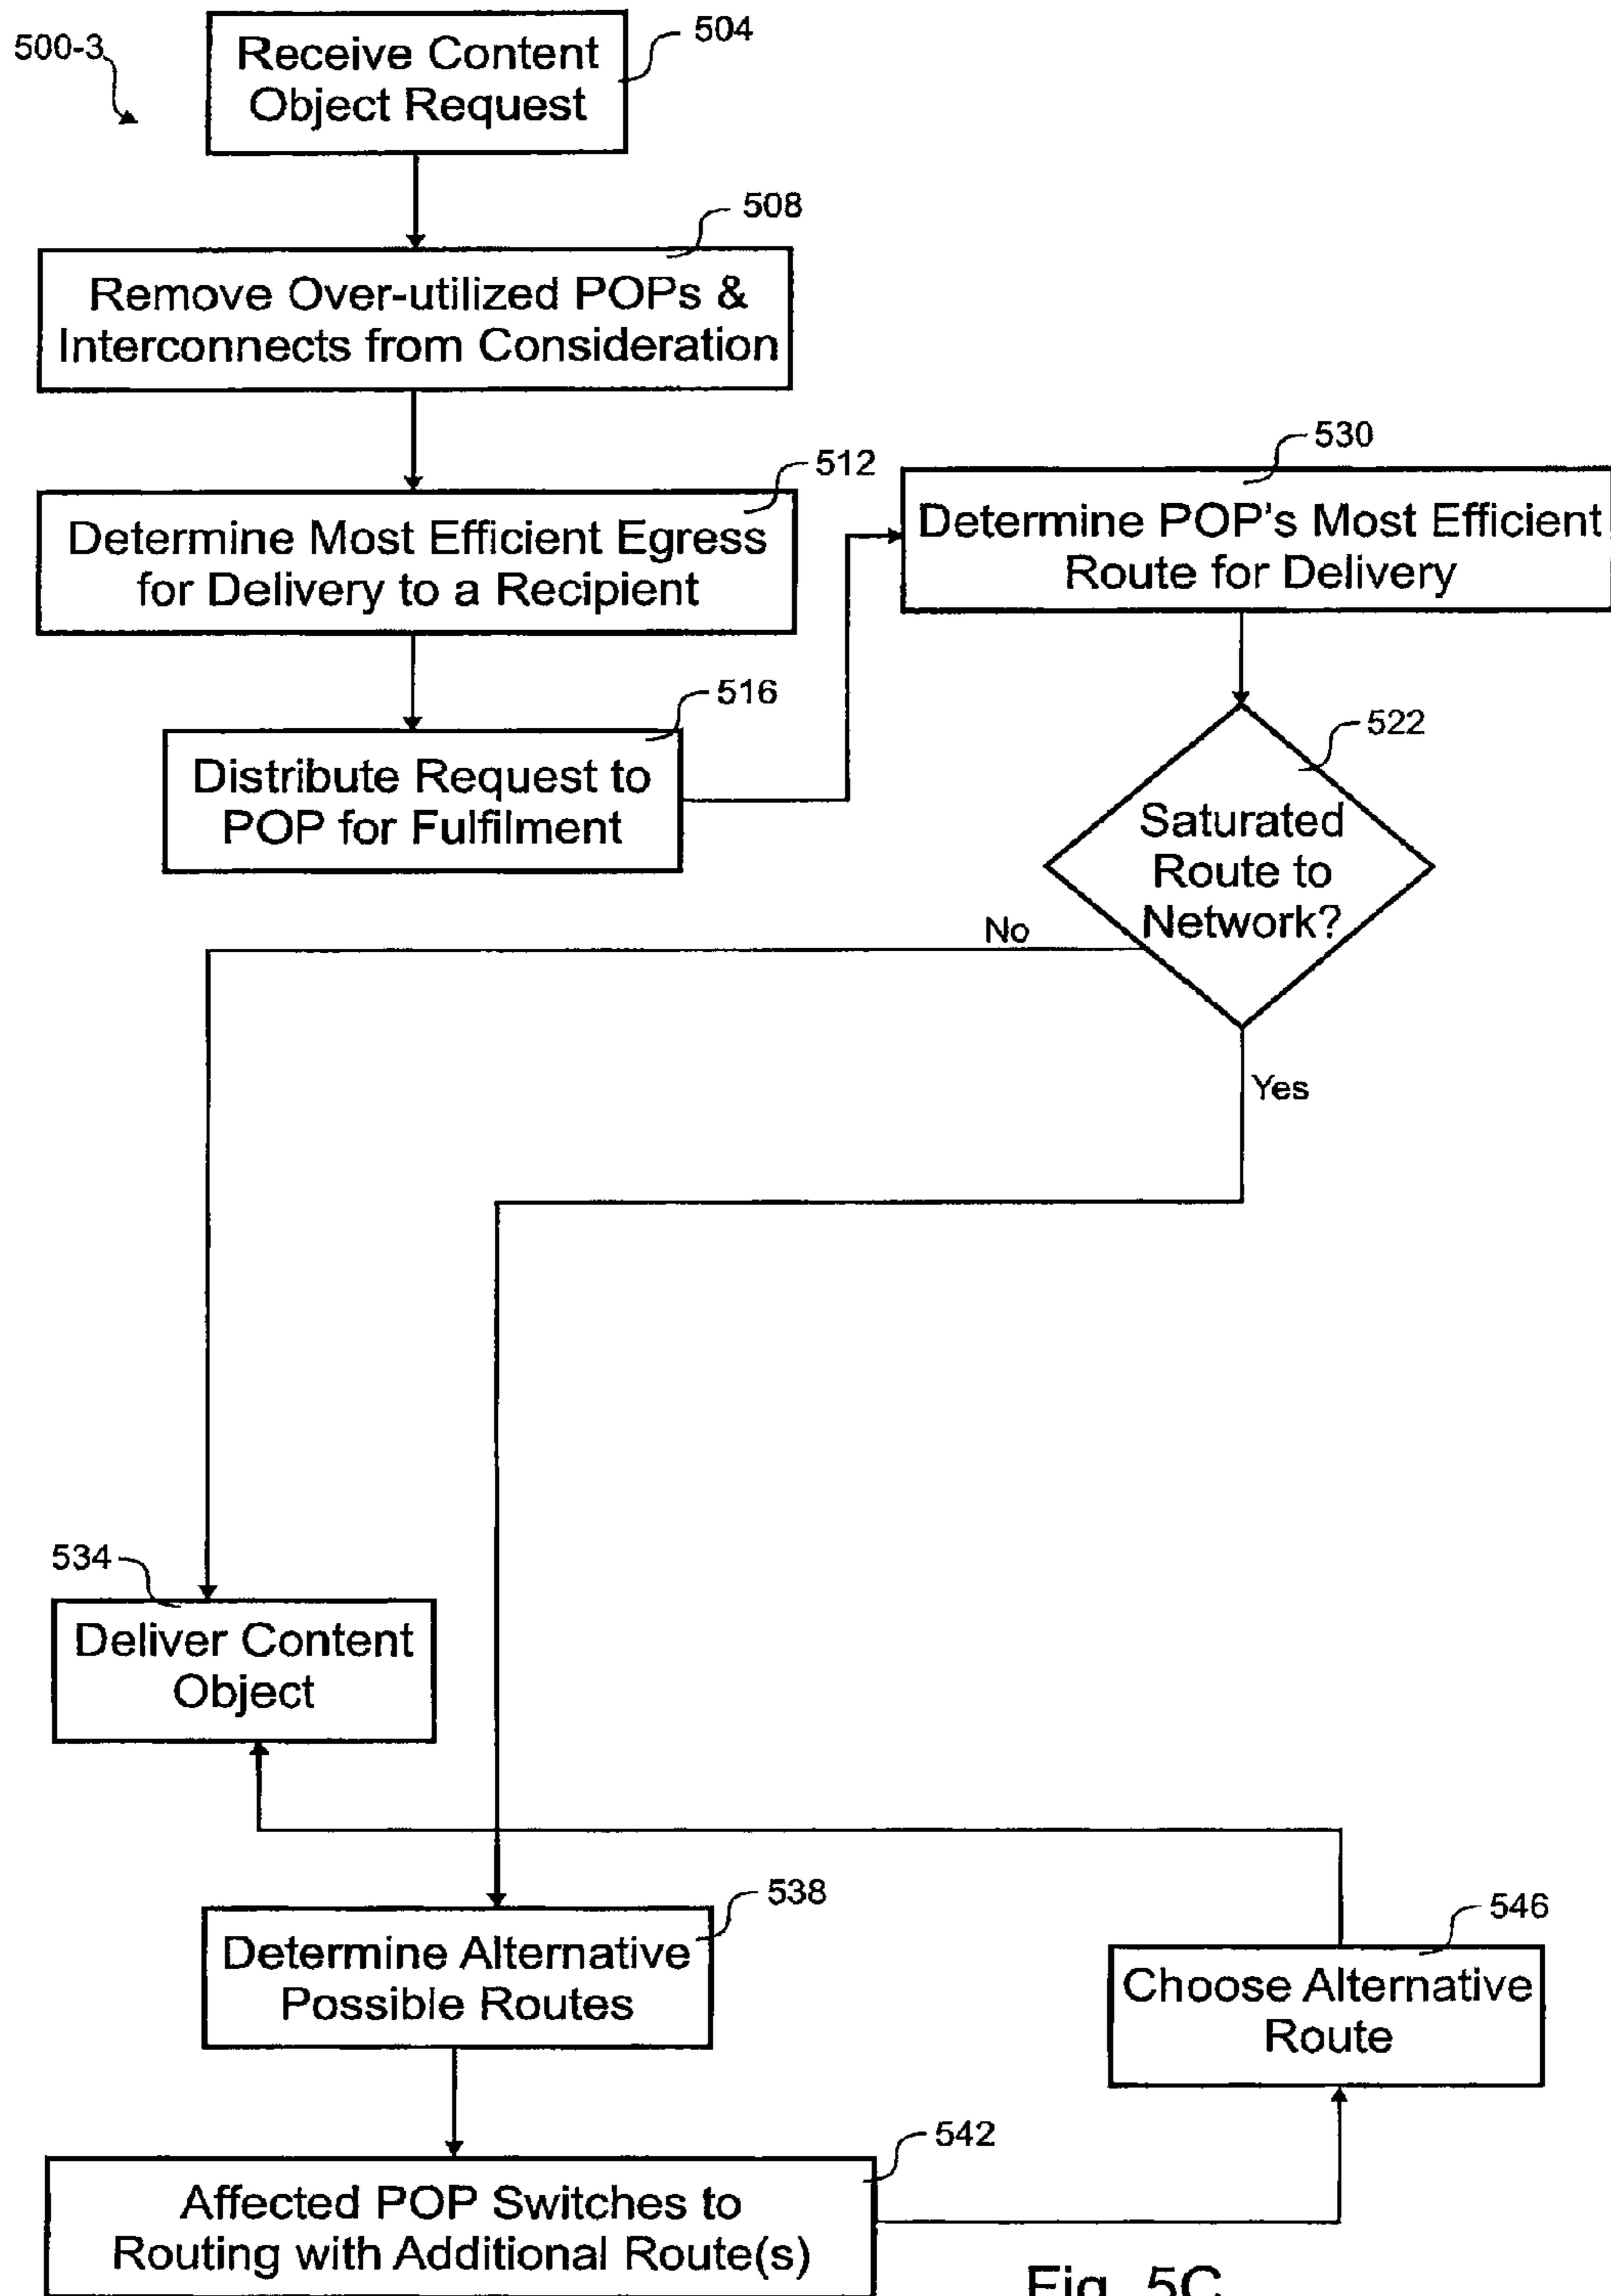 500-3
504
Receive Content
Object Request
508
Remove Over-utilized POPs &
Interconnects from Consideration
512
Determine Most Efficient Egress
for Delivery to a Recipient
530
Determine POP's Most Efficient
Route for Delivery
516
Distribute Request to
POP for Fulfilment
522
Saturated
Route to
Network?
No
Yes
534
Deliver Content
Object
538
Determine Alternative
Possible Routes
546
Choose Alternative
Route
542
Affected POP Switches to
Routing with Additional Route(s)
Fig. 5C